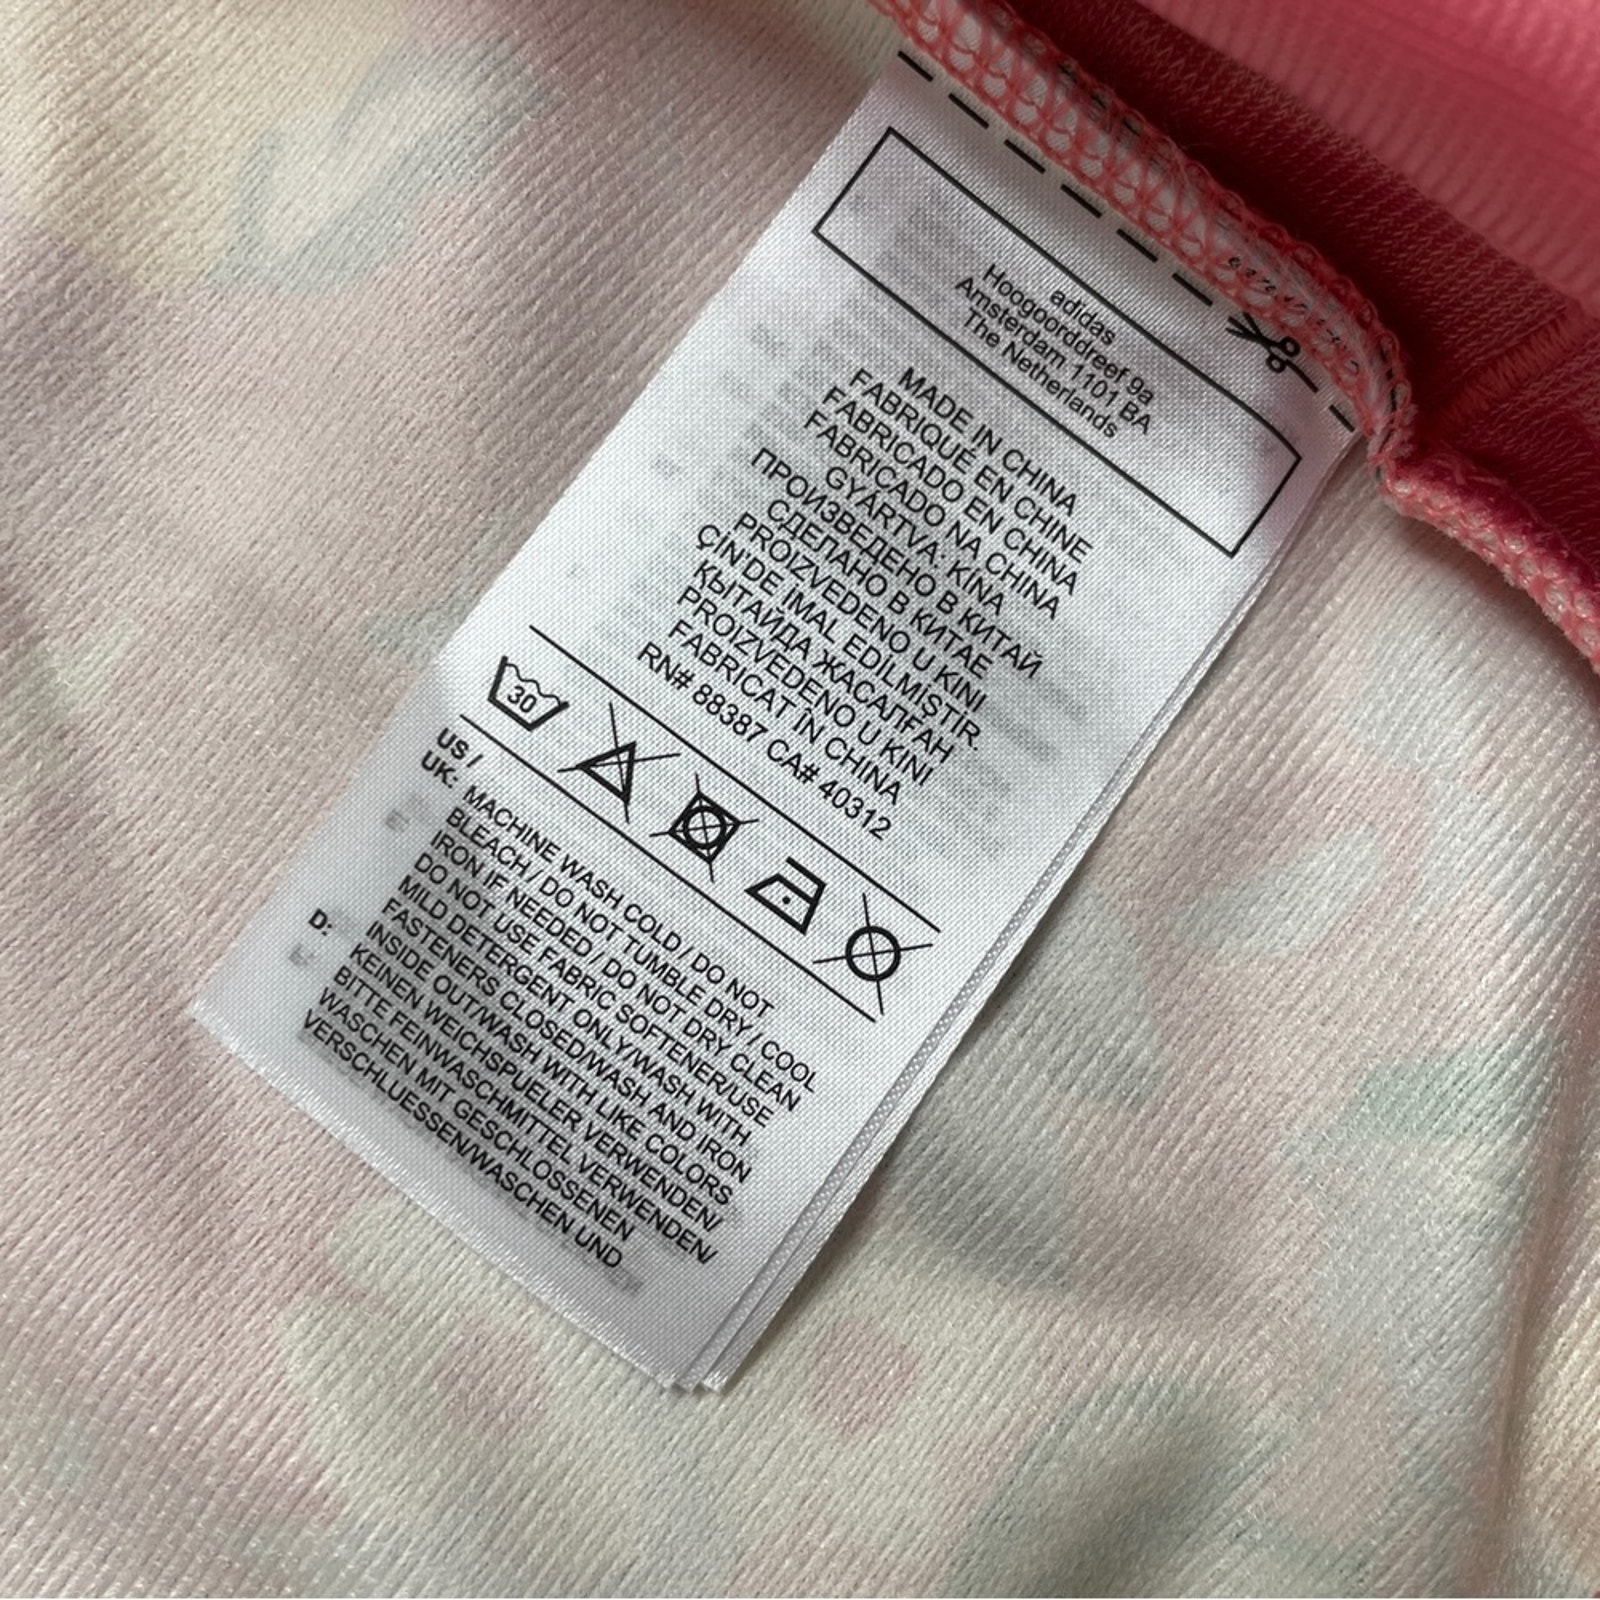 adidas
Hoogoorddreef 9a
Amsterdam 1101 BA
The Netherlands
MADE IN CHINA
FABRIQUÉ EN CHINE
FABRICADO EN CHINA
FABRICADO NA CHINA
GYÁRTVA: KÍNA
ПРОИЗВЕДЕНО В КИТАЙ
СДЕЛАНО В КИТАЕ
PROIZVEDENO U KINI
ÇİN'DE İMAL EDİLMİŞTİR.
ҚЫТАЙДА ЖАСАЛҒАН
PROIZVEDENO U KINI
FABRICAT ÎN CHINA
RN# 88387 CA# 40312
30
US /
UK: MACHINE WASH COLD / DO NOT
BLEACH / DO NOT TUMBLE DRY / COOL
IRON IF NEEDED / DO NOT DRY CLEAN
DO NOT USE FABRIC SOFTENER/USE
MILD DETERGENT ONLY/WASH WITH
FASTENERS CLOSED/WASH AND IRON
INSIDE OUT/WASH WITH LIKE COLORS
D: KEINEN WEICHSPUELER VERWENDEN/
BITTE FEINWASCHMITTEL VERWENDEN/
WASCHEN MIT GESCHLOSSENEN
VERSCHLUESSEN/WASCHEN UND